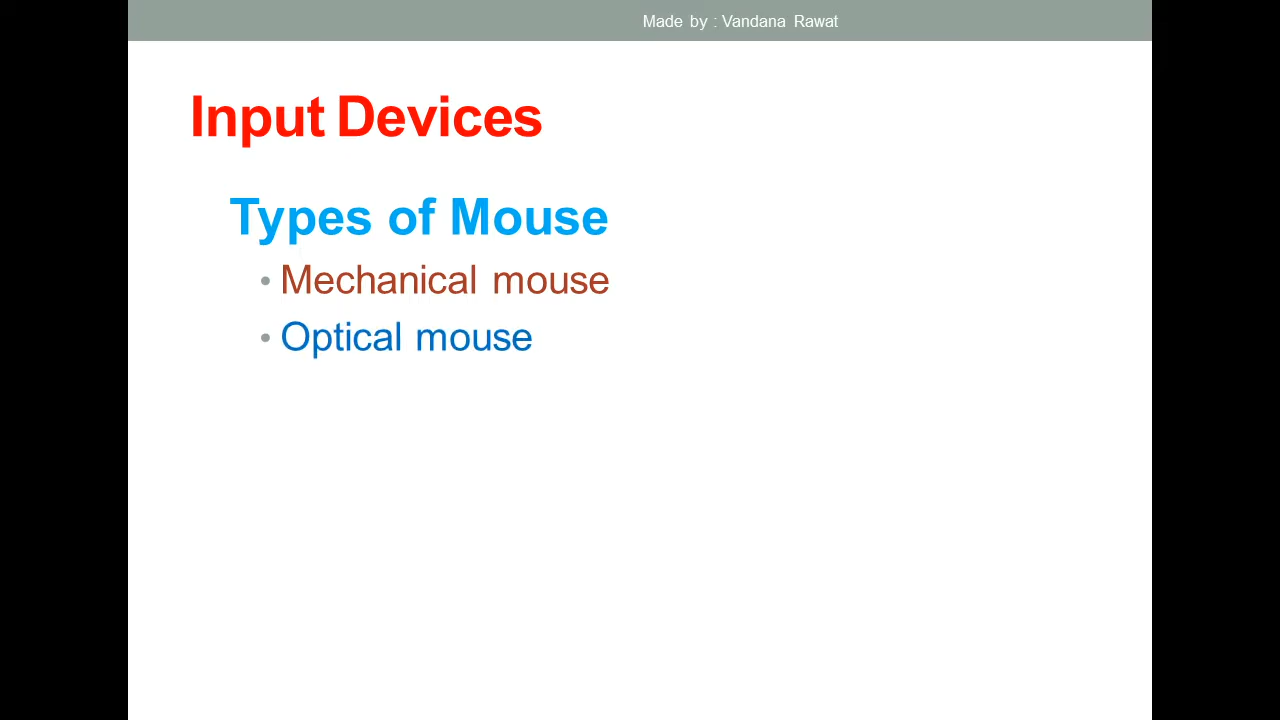 Made by : Vandana Rawat
Input Devices
Types of Mouse
• Mechanical mouse
• Optical mouse